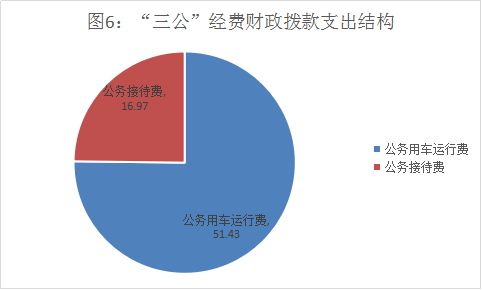 图6：“三公”经费财政拨款支出结构
公务接待费,
16.97
公务用车运行费
公务接待费
公务用车运行费,
51.43